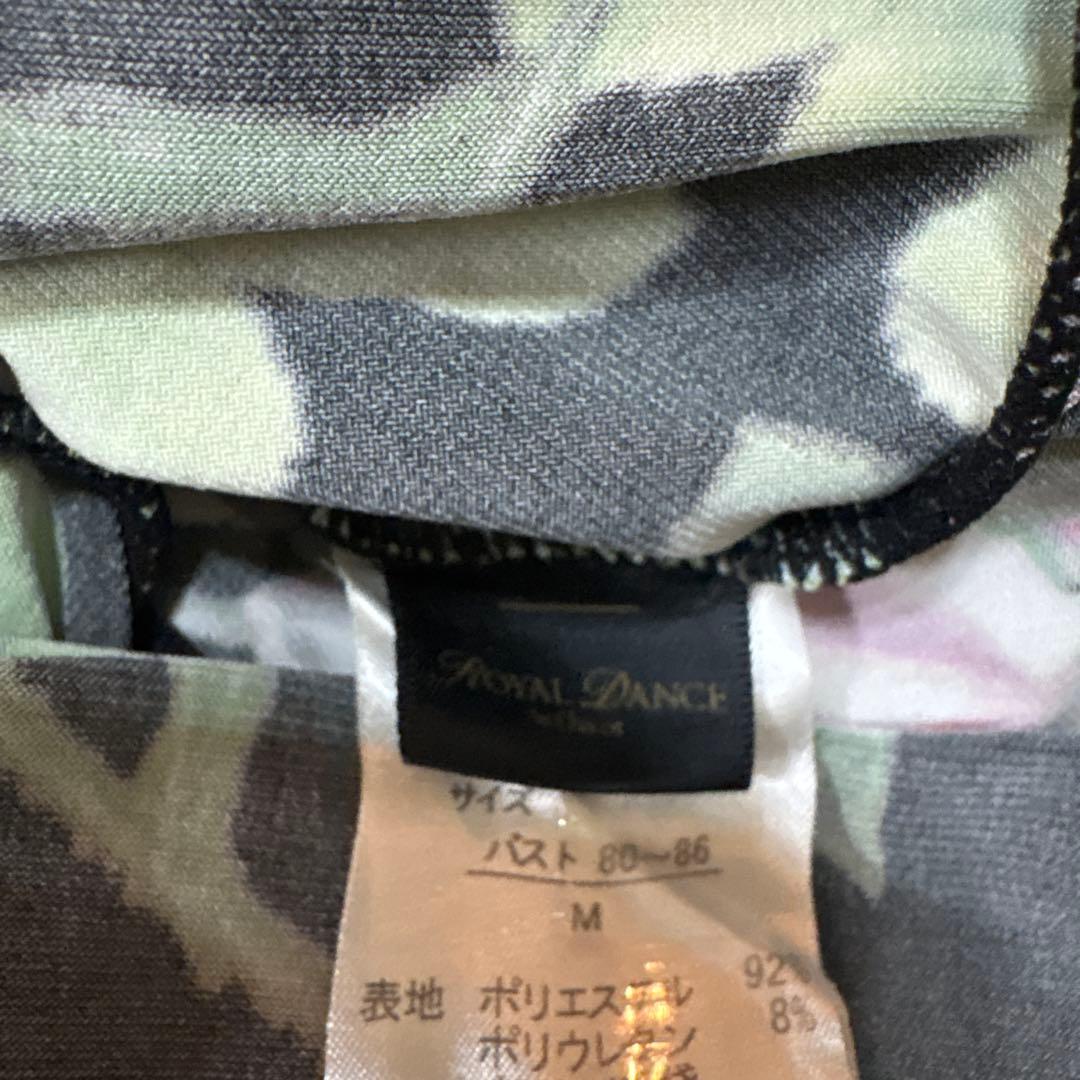 ROYAL DANCE
サイズ
バスト 80~86
M
表地 ポリエステル 92%
ポリウレタン 8%